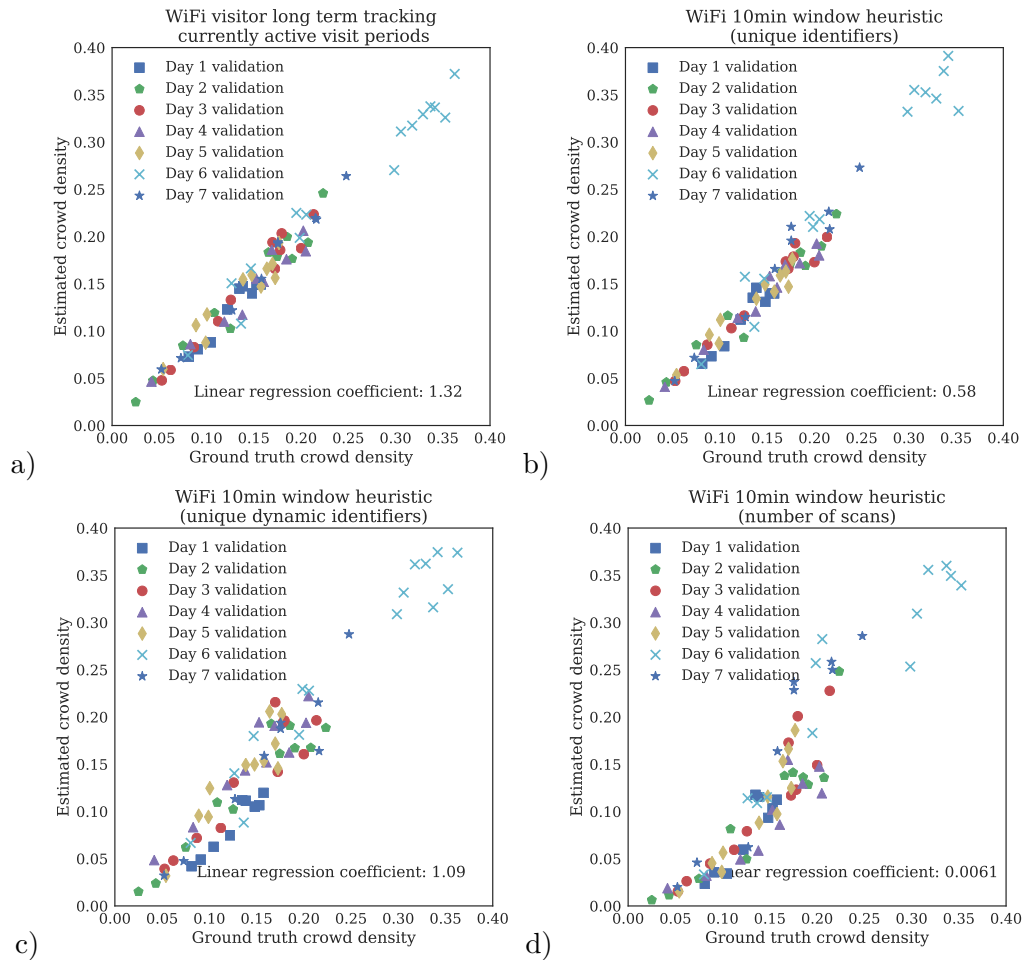 WiFi visitor long term tracking
currently active visit periods
0.40
0.35
0.30
0.25
0.20
0.15
0.10
0.05
0.00
Estimated crowd density
Day 1 validation
Day 2 validation
Day 3 validation
Day 4 validation
Day 5 validation
Day 6 validation
Day 7 validation
Linear regression coefficient: 1.32
0.00 0.05 0.10 0.15 0.20 0.25 0.30 0.35 0.40
Ground truth crowd density
a)
WiFi 10min window heuristic
(unique identifiers)
0.40
0.35
0.30
0.25
0.20
0.15
0.10
0.05
0.00
Estimated crowd density
Day 1 validation
Day 2 validation
Day 3 validation
Day 4 validation
Day 5 validation
Day 6 validation
Day 7 validation
Linear regression coefficient: 0.58
0.00 0.05 0.10 0.15 0.20 0.25 0.30 0.35 0.40
Ground truth crowd density
b)
WiFi 10min window heuristic
(unique dynamic identifiers)
0.40
0.35
0.30
0.25
0.20
0.15
0.10
0.05
0.00
Estimated crowd density
Day 1 validation
Day 2 validation
Day 3 validation
Day 4 validation
Day 5 validation
Day 6 validation
Day 7 validation
Linear regression coefficient: 1.09
0.00 0.05 0.10 0.15 0.20 0.25 0.30 0.35 0.40
Ground truth crowd density
c)
WiFi 10min window heuristic
(number of scans)
0.40
0.35
0.30
0.25
0.20
0.15
0.10
0.05
0.00
Estimated crowd density
Day 1 validation
Day 2 validation
Day 3 validation
Day 4 validation
Day 5 validation
Day 6 validation
Day 7 validation
Linear regression coefficient: 0.0061
0.00 0.05 0.10 0.15 0.20 0.25 0.30 0.35 0.40
Ground truth crowd density
d)